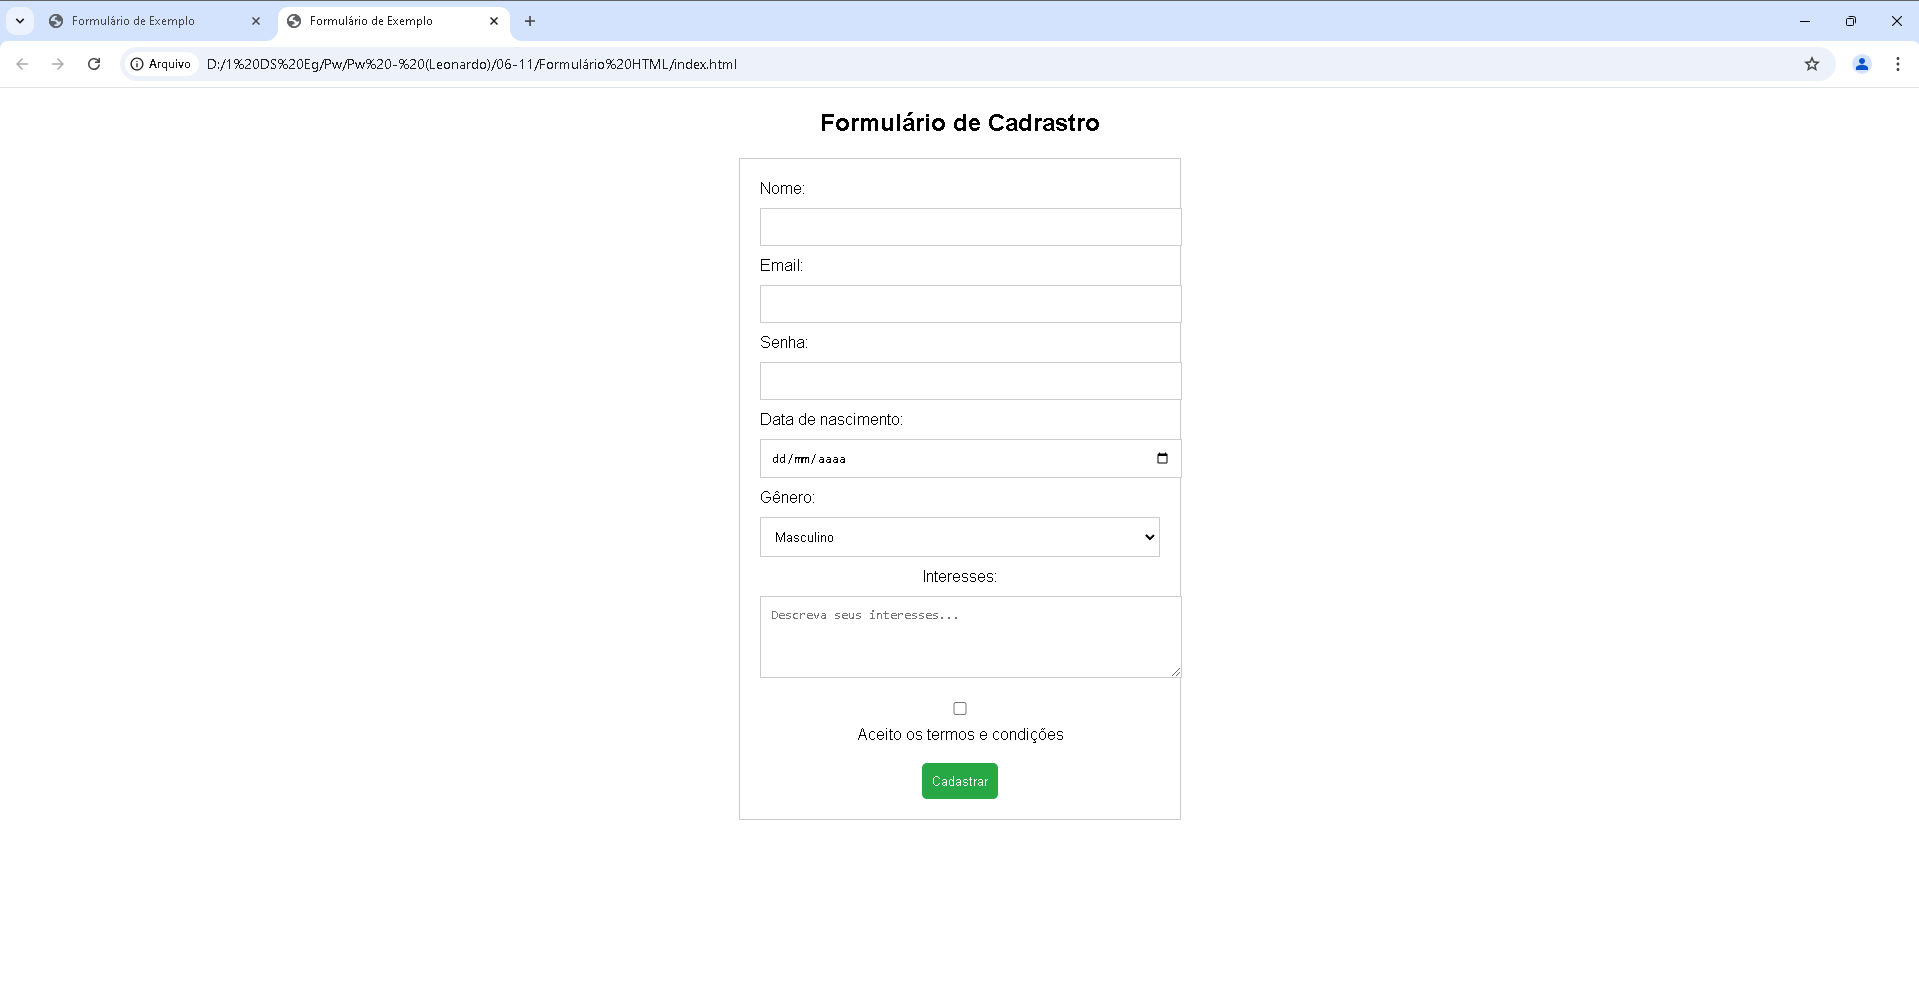 Formulário de Exemplo
Formulário de Exemplo
Arquivo
D:/1%20DS%20Eg/Pw/Pw%20-%20(Leonardo)/06-11/Formulário%20HTML/index.html
Formulário de Cadrastro
Nome:
Email:
Senha:
Data de nascimento:
dd/mm/aaaa
Gênero:
Masculino
Interesses:
Descreva seus interesses...
Aceito os termos e condições
Cadastrar